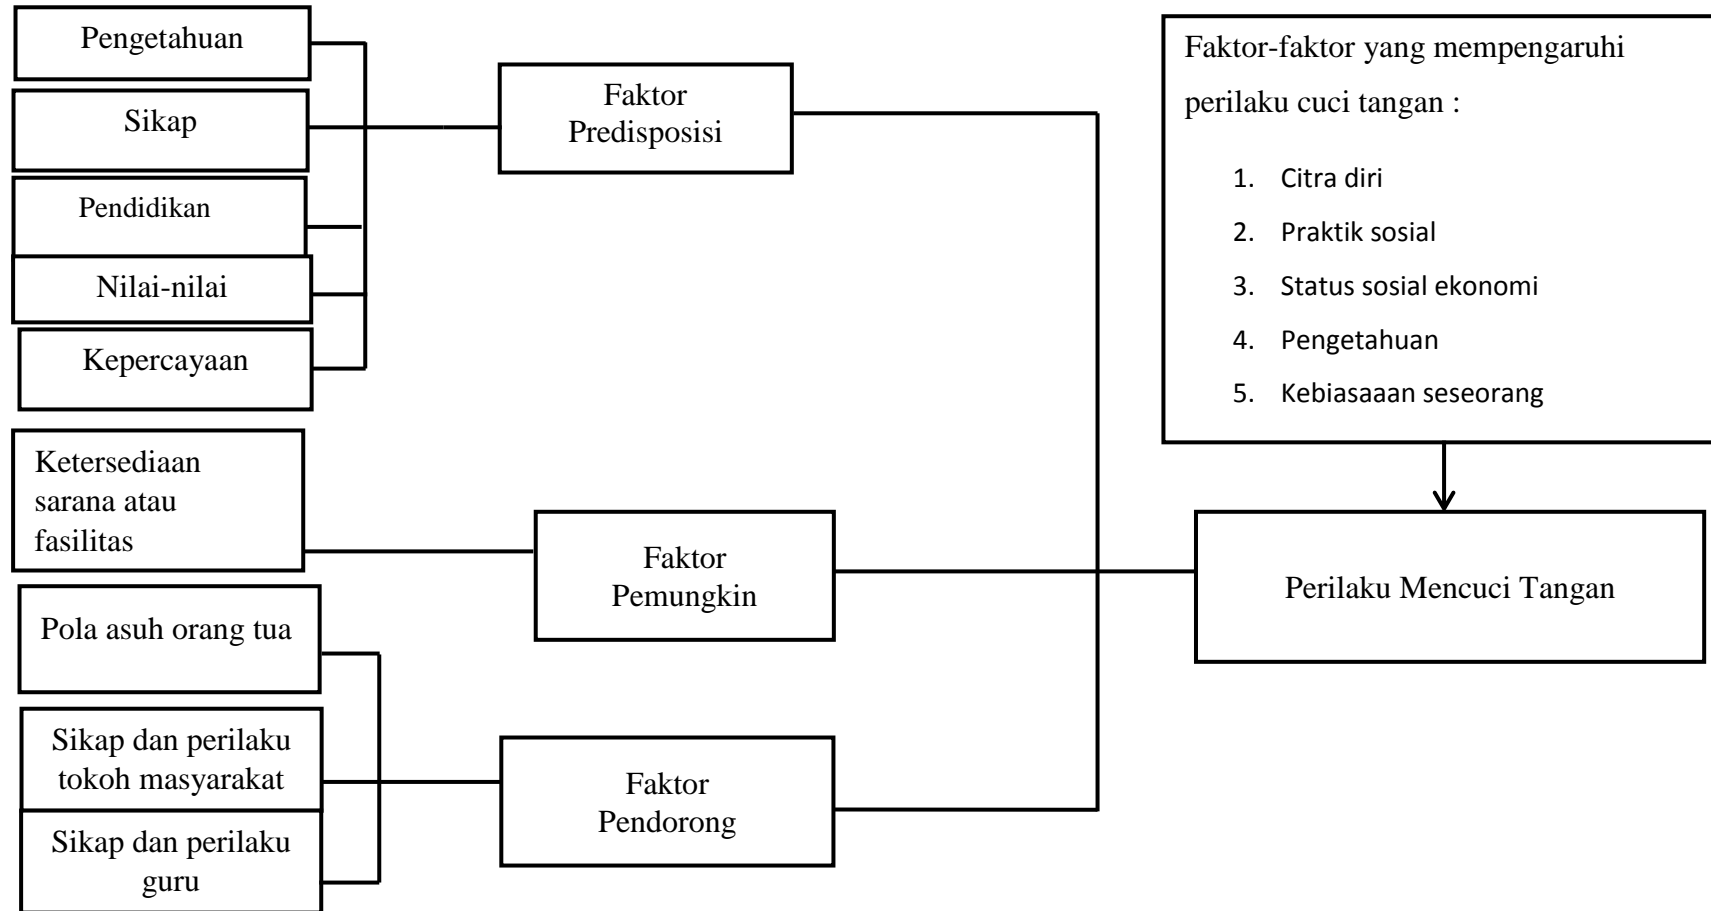 Pengetahuan
Sikap
Pendidikan
Nilai-nilai
Kepercayaan
Ketersediaan
sarana atau
fasilitas
Pola asuh orang tua
Sikap dan perilaku
tokoh masyarakat
Sikap dan perilaku
guru
Faktor
Predisposisi
Faktor
Pemungkin
Faktor
Pendorong
Faktor-faktor yang mempengaruhi
perilaku cuci tangan :
1. Citra diri
2. Praktik sosial
3. Status sosial ekonomi
4. Pengetahuan
5. Kebiasaaan seseorang
Perilaku Mencuci Tangan